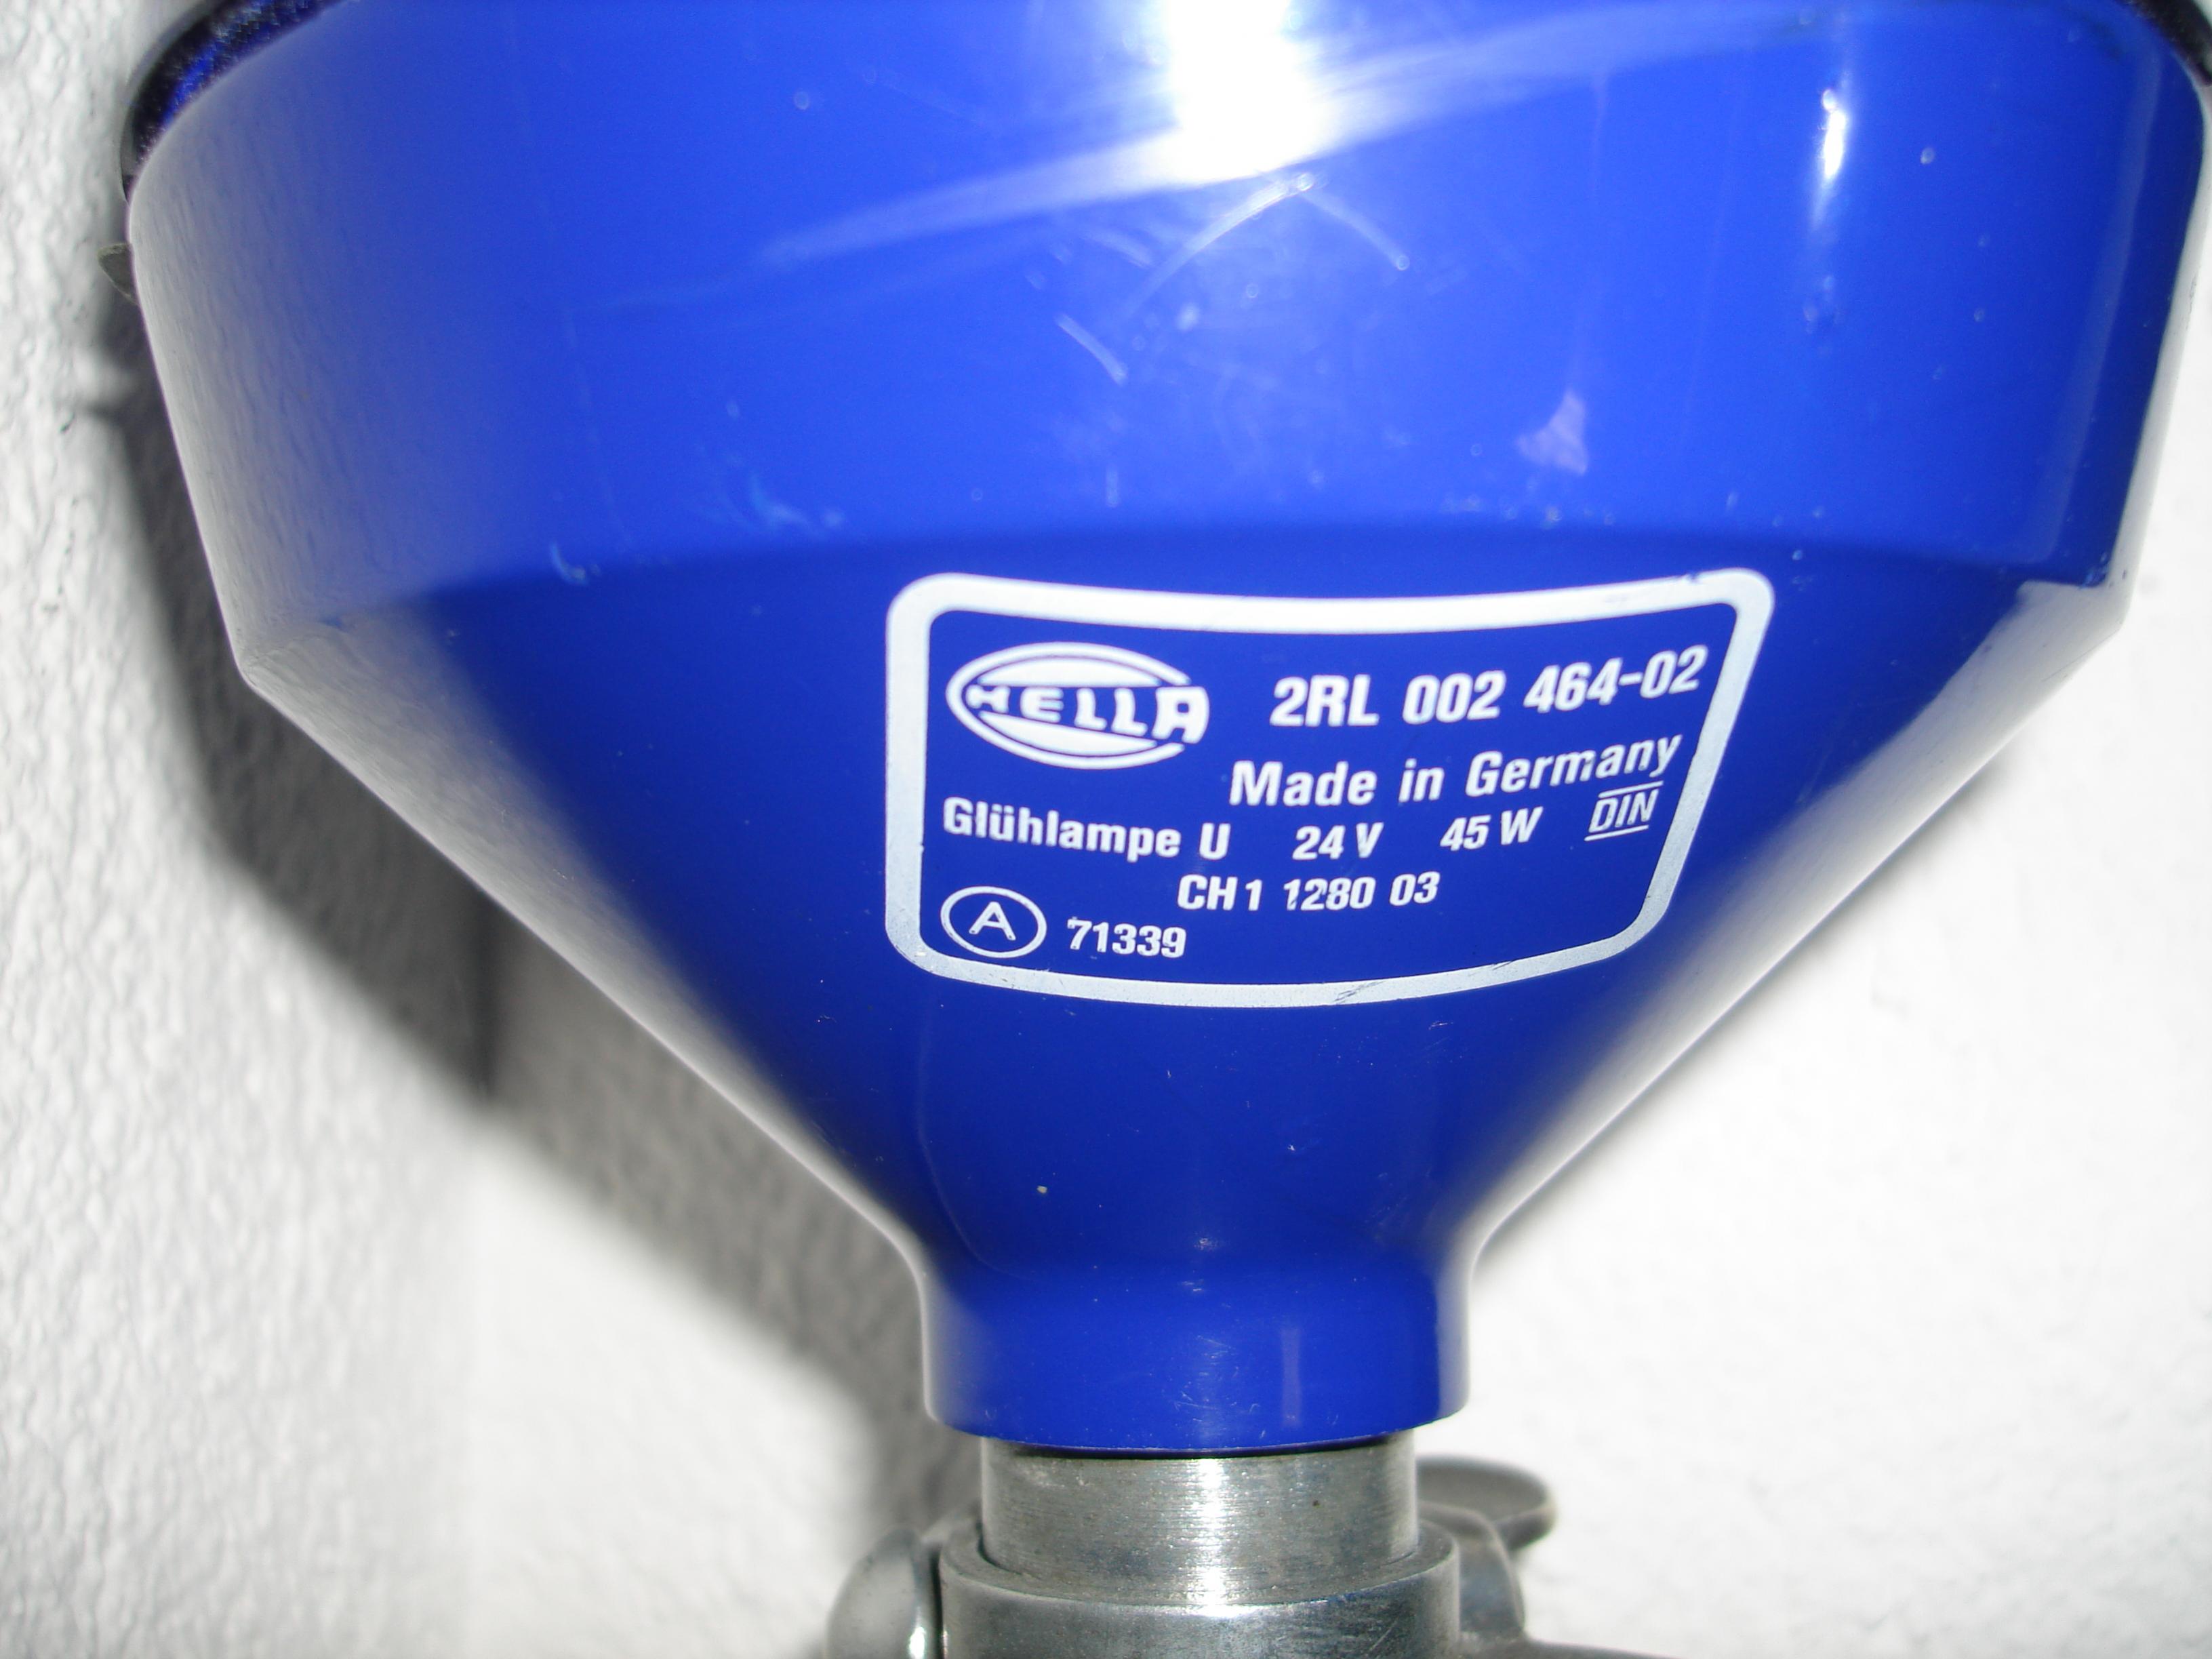 HELLA 2RL 002 464-02
Made in Germany
Glühlampe U 24 V 45 W DIN
CH1 1280 03
A 71339